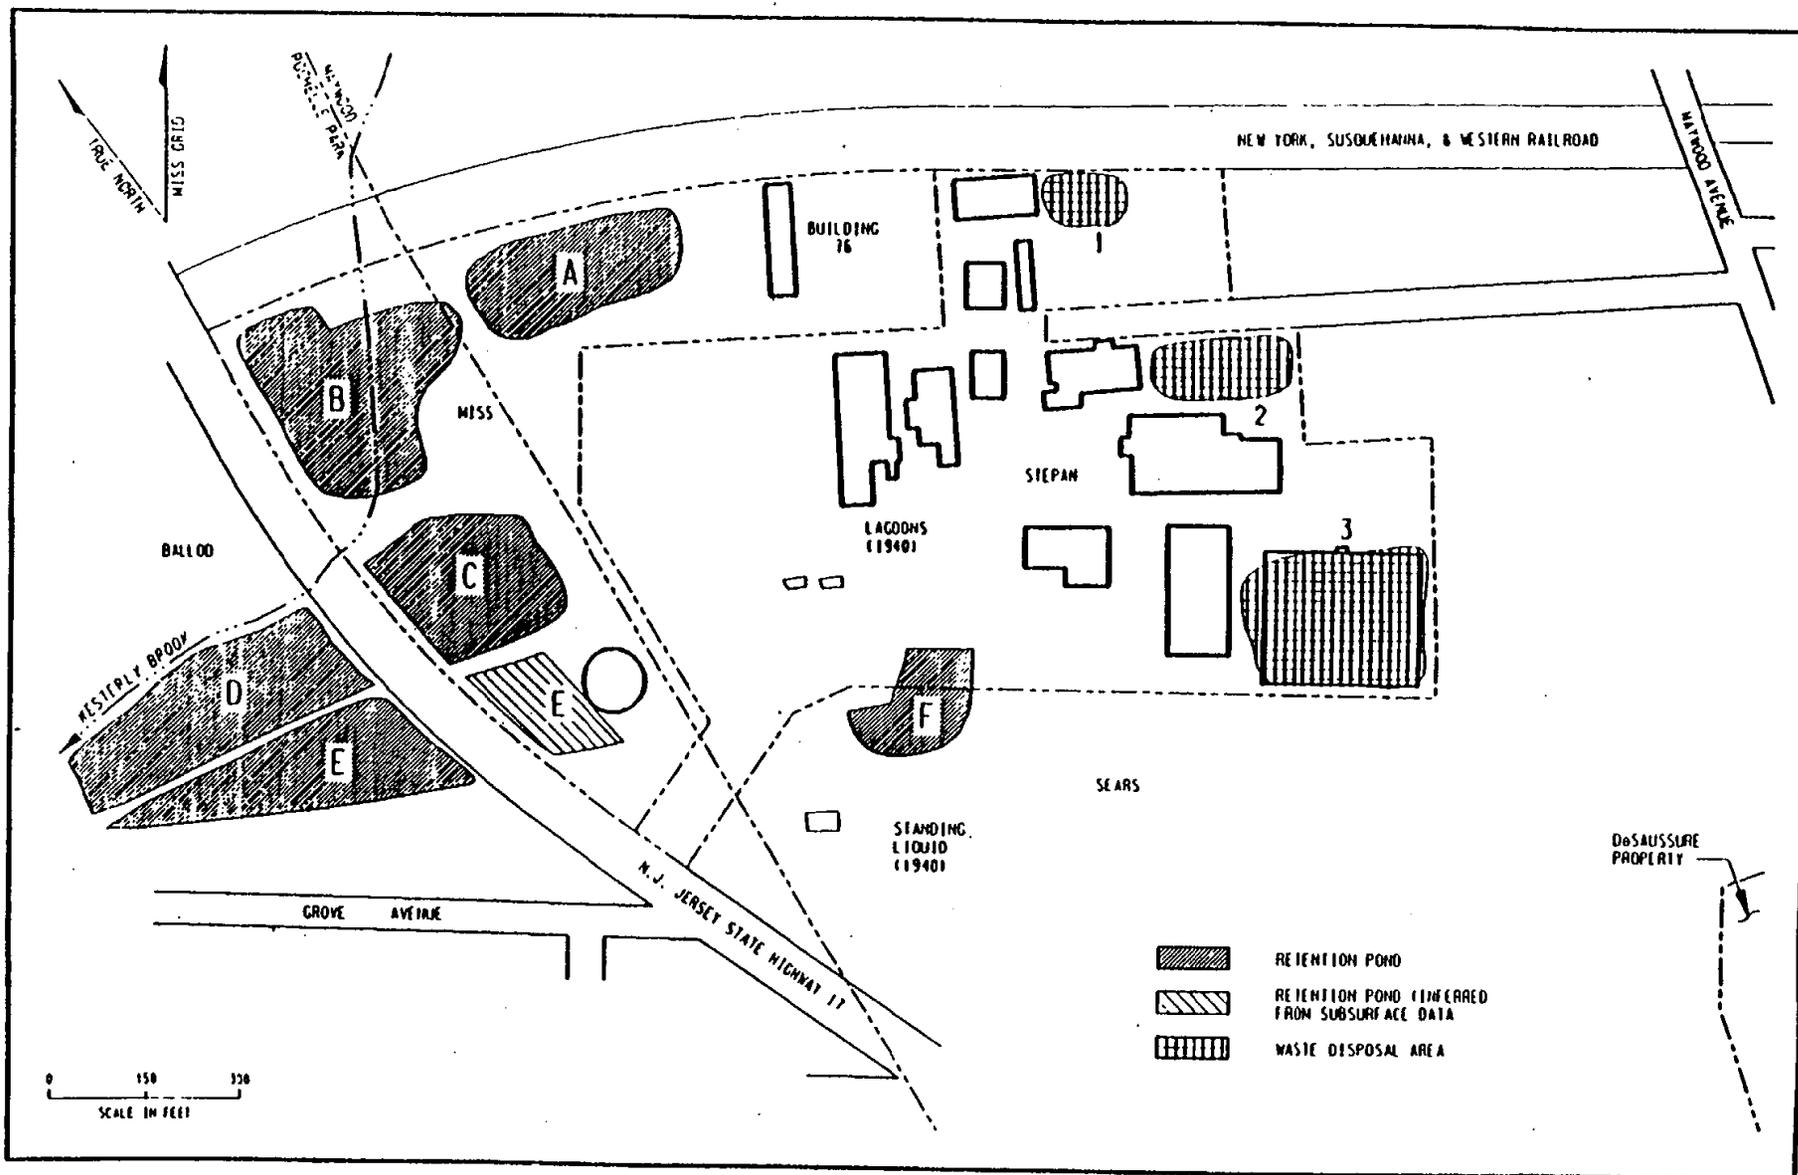 TRUE NORTH
MISS GRID
MAYWOOD
NEW YORK, SUSQUEHANNA, & WESTERN RAILROAD
MAYWOOD AVENUE
BUILDING
76
1
A
B
MISS
2
STEPAN
LAGOONS
(1940)
3
BALLOD
C
WESTERLY BROOK
D
E
E
F
SEARS
STANDING
LIQUID
(1940)
DeSAUSSURE
PROPERTY
GROVE AVENUE
N.J. JERSEY STATE HIGHWAY 17
RETENTION POND
RETENTION POND (INFERRED
FROM SUBSURFACE DATA
WASTE DISPOSAL AREA
0 150 300
SCALE IN FEET